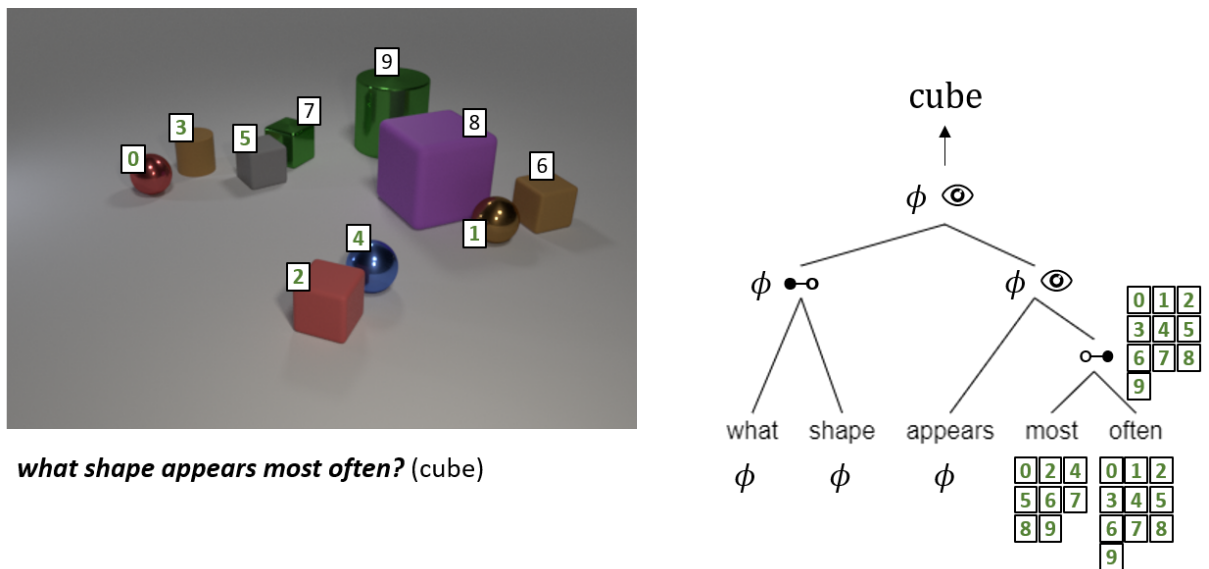 9
7
3
5
8
0
6
4
1
2
what shape appears most often? (cube)
cube
ϕ
ϕ
ϕ
0 1 2
3 4 5
6 7 8
9
what shape appears most often
ϕ ϕ ϕ
0 2 4
5 6 7
8 9
0 1 2
3 4 5
6 7 8
9